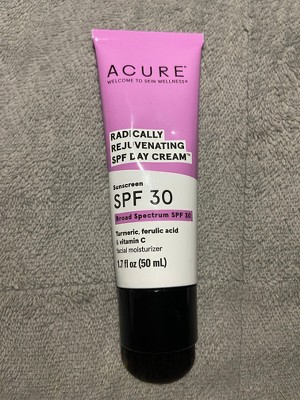 ACURE®
WELCOME TO SKIN WELLNESS®
RADICALLY
REJUVENATING
SPF DAY CREAM™
Sunscreen
SPF 30
Broad Spectrum SPF 30
Turmeric, ferulic acid
& vitamin C
facial moisturizer
1.7 fl oz (50 mL)